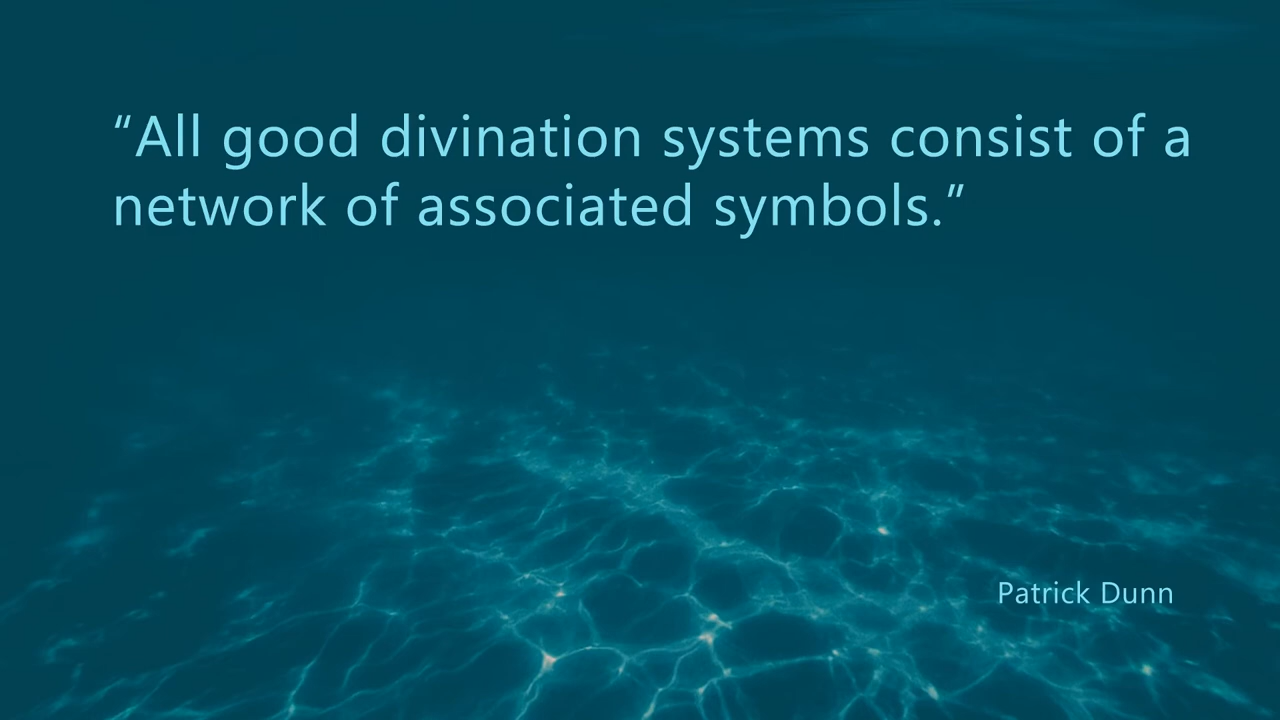 “All good divination systems consist of a
network of associated symbols.”
Patrick Dunn